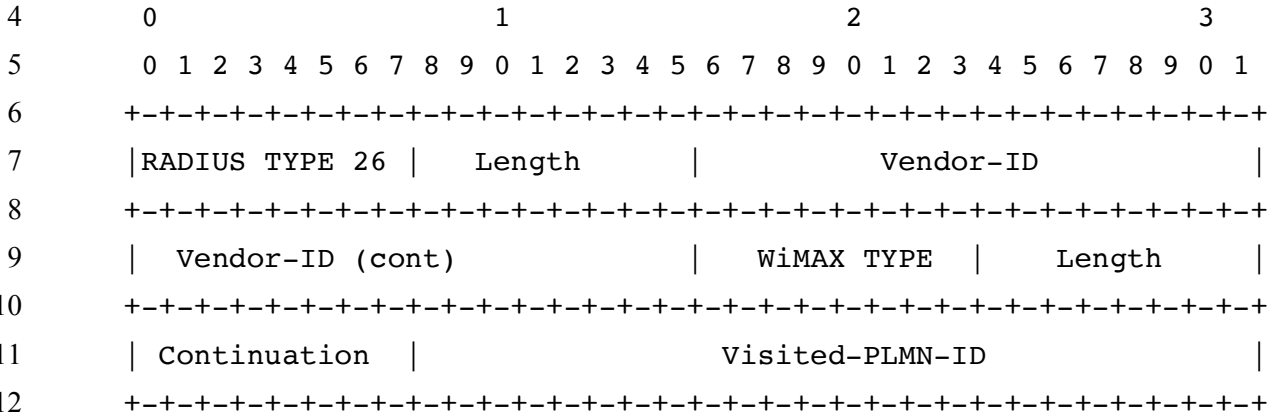 4 0 1 2 3
5 0 1 2 3 4 5 6 7 8 9 0 1 2 3 4 5 6 7 8 9 0 1 2 3 4 5 6 7 8 9 0 1
6 +-+-+-+-+-+-+-+-+-+-+-+-+-+-+-+-+-+-+-+-+-+-+-+-+-+-+-+-+-+-+-+-+
7 |RADIUS TYPE 26 | Length | Vendor-ID |
8 +-+-+-+-+-+-+-+-+-+-+-+-+-+-+-+-+-+-+-+-+-+-+-+-+-+-+-+-+-+-+-+-+
9 | Vendor-ID (cont) | WiMAX TYPE | Length |
10 +-+-+-+-+-+-+-+-+-+-+-+-+-+-+-+-+-+-+-+-+-+-+-+-+-+-+-+-+-+-+-+-+
11 | Continuation | Visited-PLMN-ID |
12 +-+-+-+-+-+-+-+-+-+-+-+-+-+-+-+-+-+-+-+-+-+-+-+-+-+-+-+-+-+-+-+-+